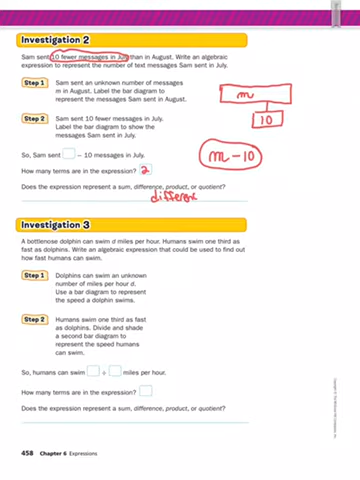 Investigation 2
Sam sent 10 fewer messages in July than in August. Write an algebraic
expression to represent the number of text messages Sam sent in July.
Step 1 Sam sent an unknown number of messages
m in August. Label the bar diagram to
represent the messages Sam sent in August.
m
10
Step 2 Sam sent 10 fewer messages in July.
Label the bar diagram to show the
messages Sam sent in July.
So, Sam sent − 10 messages in July.
m − 10
How many terms are in the expression? 2
Does the expression represent a sum, difference, product, or quotient?
differenc
Investigation 3
A bottlenose dolphin can swim d miles per hour. Humans swim one third as
fast as dolphins. Write an algebraic expression that could be used to find out
how fast humans can swim.
Step 1 Dolphins can swim an unknown
number of miles per hour d.
Use a bar diagram to represent
the speed a dolphin swims.
Step 2 Humans swim one third as fast
as dolphins. Divide and shade
a second bar diagram to
represent the speed humans
can swim.
So, humans can swim ÷ miles per hour.
How many terms are in the expression?
Does the expression represent a sum, difference, product, or quotient?
458 Chapter 6 Expressions